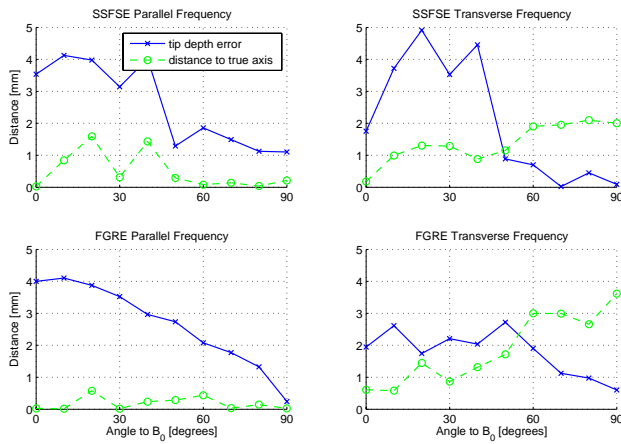 SSFSE Parallel Frequency
5
4
3
2
1
0
Distance [mm]
0 30 60 90
tip depth error
distance to true axis
SSFSE Transverse Frequency
5
4
3
2
1
0
0 30 60 90
FGRE Parallel Frequency
5
4
3
2
1
0
Distance [mm]
0 30 60 90
Angle to B0 [degrees]
FGRE Transverse Frequency
5
4
3
2
1
0
0 30 60 90
Angle to B0 [degrees]